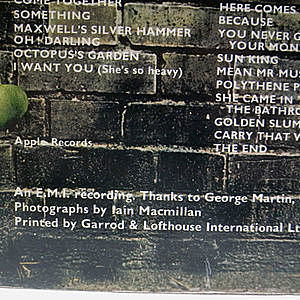 COME TOGETHER
SOMETHING
MAXWELL'S SILVER HAMMER
OH! DARLING
OCTOPUS'S GARDEN
I WANT YOU (She's so heavy)
HERE COMES
BECAUSE
YOU NEVER G
YOUR MON
SUN KING
MEAN MR MU
POLYTHENE P
SHE CAME IN
THE BATHRO
GOLDEN SLUM
CARRY THAT W
THE END
Apple Records
An E.M.I. recording. Thanks to George Martin,
Photographs by Iain Macmillan
Printed by Garrod & Lofthouse International Lt